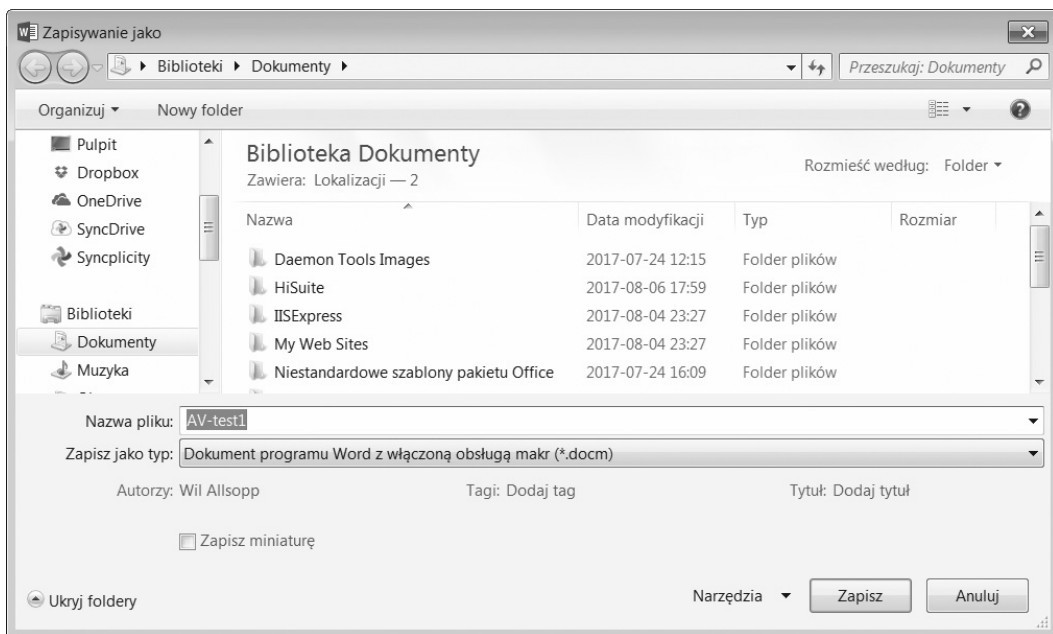 Zapisywanie jako
Biblioteki Dokumenty
Przeszukaj: Dokumenty
Organizuj Nowy folder
Pulpit
Dropbox
OneDrive
SyncDrive
Syncplicity
Biblioteki
Dokumenty
Muzyka
Biblioteka Dokumenty
Zawiera: Lokalizacji — 2
Rozmieść według: Folder
Nazwa Data modyfikacji Typ Rozmiar
Daemon Tools Images 2017-07-24 12:15 Folder plików
HiSuite 2017-08-06 17:59 Folder plików
IISExpress 2017-08-04 23:27 Folder plików
My Web Sites 2017-08-04 23:27 Folder plików
Niestandardowe szablony pakietu Office 2017-07-24 16:09 Folder plików
Nazwa pliku: AV-test1
Zapisz jako typ: Dokument programu Word z włączoną obsługą makr (*.docm)
Autorzy: Wil Allsopp Tagi: Dodaj tag Tytuł: Dodaj tytuł
Zapisz miniaturę
Ukryj foldery Narzędzia Zapisz Anuluj